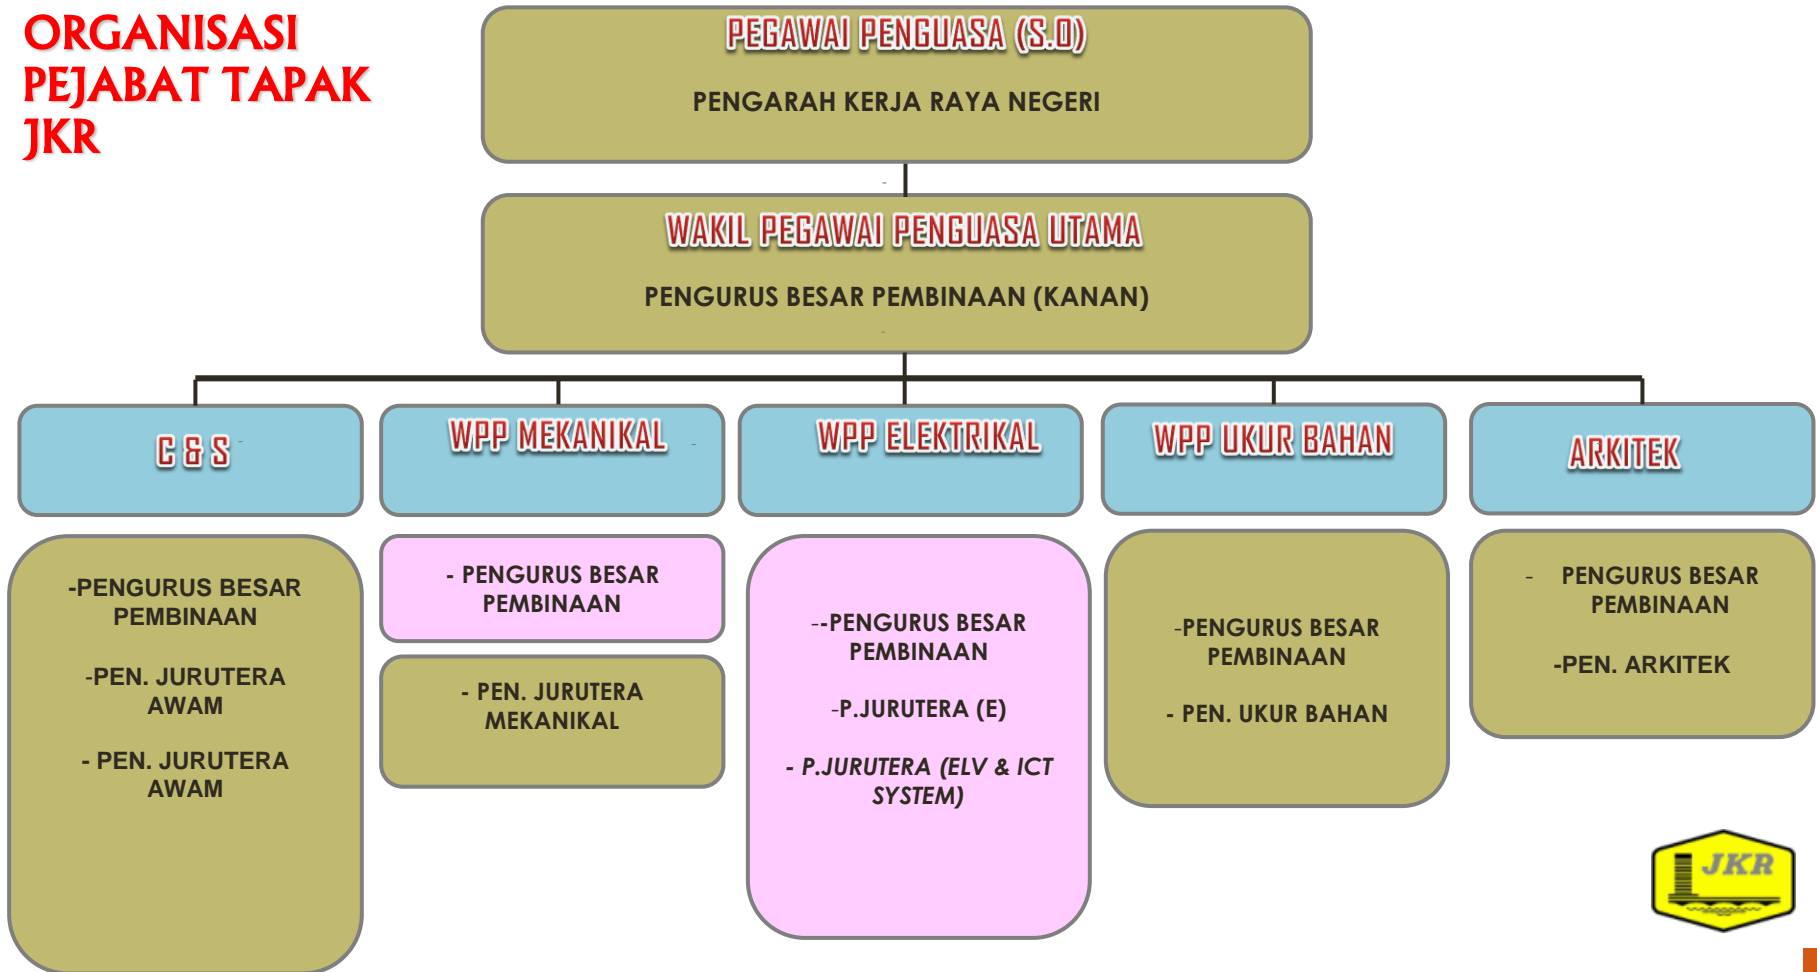 ORGANISASI
PEJABAT TAPAK
JKR
PEGAWAI PENGUASA (S.O)
PENGARAH KERJA RAYA NEGERI
-
WAKIL PEGAWAI PENGUASA UTAMA
PENGURUS BESAR PEMBINAAN (KANAN)
-
C & S -
-PENGURUS BESAR
PEMBINAAN
-PEN. JURUTERA
AWAM
- PEN. JURUTERA
AWAM
WPP MEKANIKAL -
- PENGURUS BESAR
PEMBINAAN
- PEN. JURUTERA
MEKANIKAL
WPP ELEKTRIKAL
--PENGURUS BESAR
PEMBINAAN
-P.JURUTERA (E)
- P.JURUTERA (ELV & ICT
SYSTEM)
WPP UKUR BAHAN
-PENGURUS BESAR
PEMBINAAN
- PEN. UKUR BAHAN
ARKITEK
- PENGURUS BESAR
PEMBINAAN
-PEN. ARKITEK
JKR